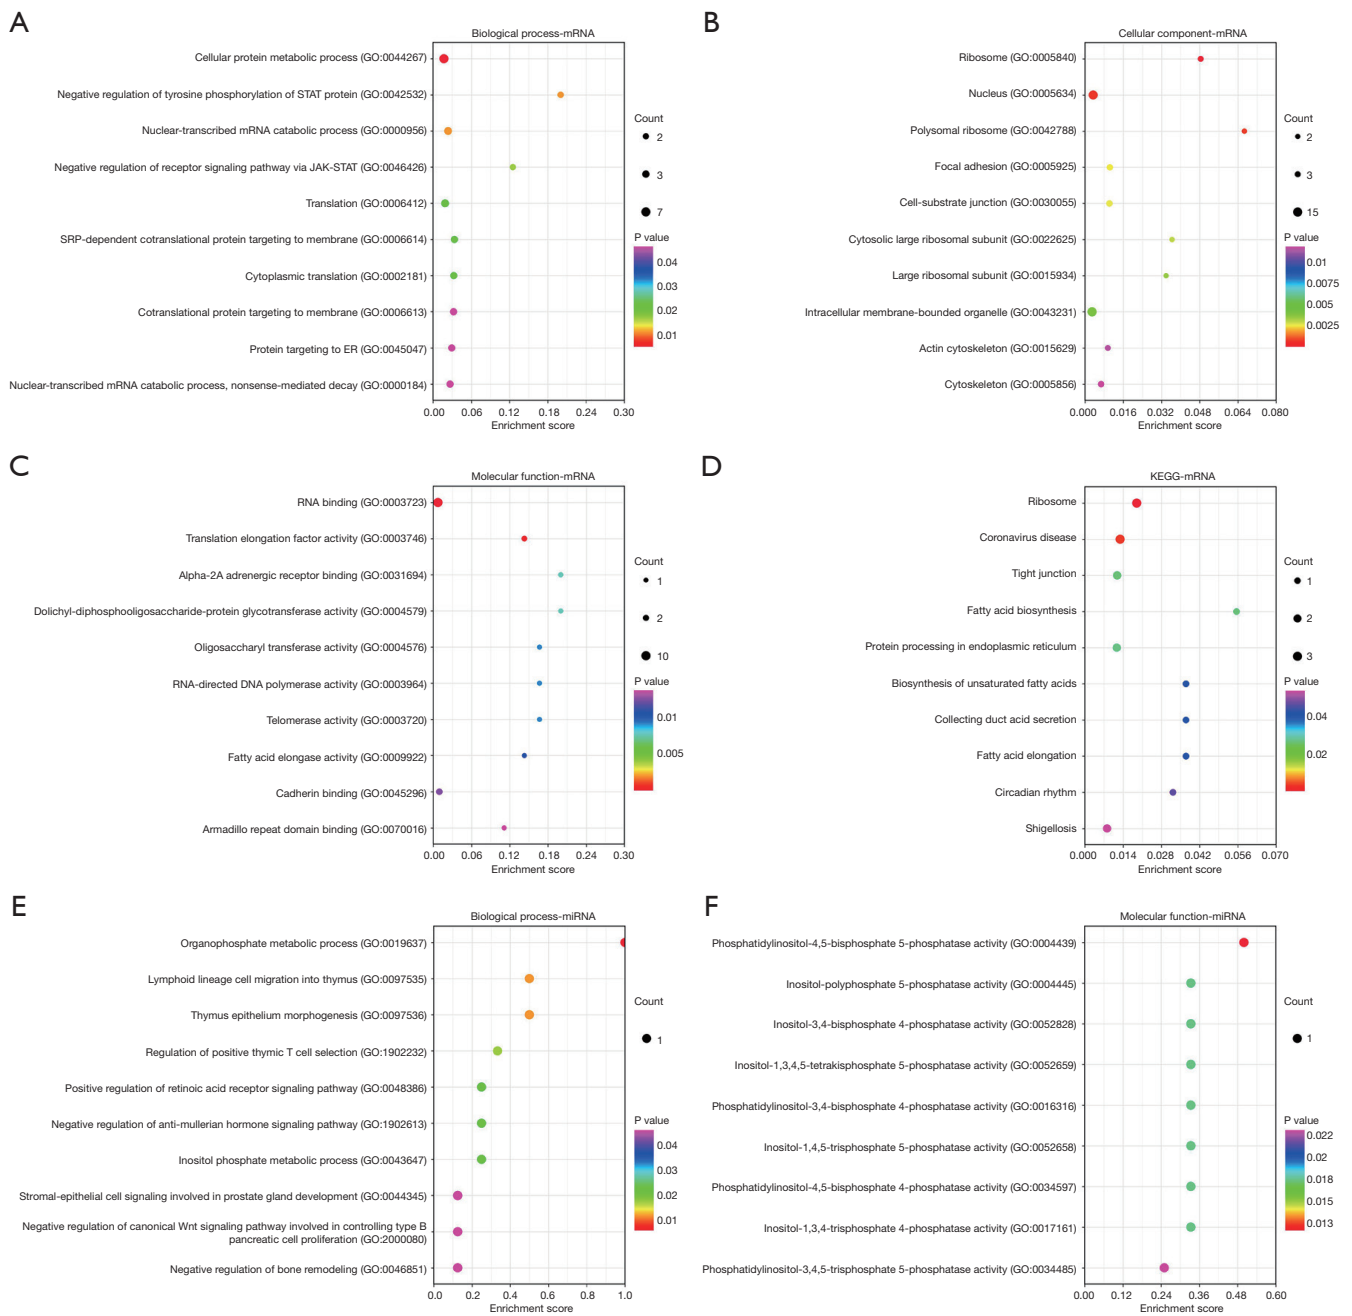 A
Biological process-mRNA
Cellular protein metabolic process (GO:0044267)
Negative regulation of tyrosine phosphorylation of STAT protein (GO:0042532)
Nuclear-transcribed mRNA catabolic process (GO:0000956)
Negative regulation of receptor signaling pathway via JAK-STAT (GO:0046426)
Translation (GO:0006412)
SRP-dependent cotranslational protein targeting to membrane (GO:0006614)
Cytoplasmic translation (GO:0002181)
Cotranslational protein targeting to membrane (GO:0006613)
Protein targeting to ER (GO:0045047)
Nuclear-transcribed mRNA catabolic process, nonsense-mediated decay (GO:0000184)
0.00 0.06 0.12 0.18 0.24 0.30
Enrichment score
Count
2
3
7
P value
0.04
0.03
0.02
0.01
B
Cellular component-mRNA
Ribosome (GO:0005840)
Nucleus (GO:0005634)
Polysomal ribosome (GO:0042788)
Focal adhesion (GO:0005925)
Cell-substrate junction (GO:0030055)
Cytosolic large ribosomal subunit (GO:0022625)
Large ribosomal subunit (GO:0015934)
Intracellular membrane-bounded organelle (GO:0043231)
Actin cytoskeleton (GO:0015629)
Cytoskeleton (GO:0005856)
0.000 0.016 0.032 0.048 0.064 0.080
Enrichment score
Count
2
3
15
P value
0.01
0.0075
0.005
0.0025
C
Molecular function-mRNA
RNA binding (GO:0003723)
Translation elongation factor activity (GO:0003746)
Alpha-2A adrenergic receptor binding (GO:0031694)
Dolichyl-diphosphooligosaccharide-protein glycotransferase activity (GO:0004579)
Oligosaccharyl transferase activity (GO:0004576)
RNA-directed DNA polymerase activity (GO:0003964)
Telomerase activity (GO:0003720)
Fatty acid elongase activity (GO:0009922)
Cadherin binding (GO:0045296)
Armadillo repeat domain binding (GO:0070016)
0.00 0.06 0.12 0.18 0.24 0.30
Enrichment score
Count
1
2
10
P value
0.01
0.005
D
KEGG-mRNA
Ribosome
Coronavirus disease
Tight junction
Fatty acid biosynthesis
Protein processing in endoplasmic reticulum
Biosynthesis of unsaturated fatty acids
Collecting duct acid secretion
Fatty acid elongation
Circadian rhythm
Shigellosis
0.000 0.014 0.028 0.042 0.056 0.070
Enrichment score
Count
1
2
3
P value
0.04
0.02
E
Biological process-miRNA
Organophosphate metabolic process (GO:0019637)
Lymphoid lineage cell migration into thymus (GO:0097535)
Thymus epithelium morphogenesis (GO:0097536)
Regulation of positive thymic T cell selection (GO:1902232)
Positive regulation of retinoic acid receptor signaling pathway (GO:0048386)
Negative regulation of anti-mullerian hormone signaling pathway (GO:1902613)
Inositol phosphate metabolic process (GO:0043647)
Stromal-epithelial cell signaling involved in prostate gland development (GO:0044345)
Negative regulation of canonical Wnt signaling pathway involved in controlling type B
pancreatic cell proliferation (GO:2000080)
Negative regulation of bone remodeling (GO:0046851)
0.0 0.2 0.4 0.6 0.8 1.0
Enrichment score
Count
1
P value
0.04
0.03
0.02
0.01
F
Molecular function-miRNA
Phosphatidylinositol-4,5-bisphosphate 5-phosphatase activity (GO:0004439)
Inositol-polyphosphate 5-phosphatase activity (GO:0004445)
Inositol-3,4-bisphosphate 4-phosphatase activity (GO:0052828)
Inositol-1,3,4,5-tetrakisphosphate 5-phosphatase activity (GO:0052659)
Phosphatidylinositol-3,4-bisphosphate 4-phosphatase activity (GO:0016316)
Inositol-1,4,5-trisphosphate 5-phosphatase activity (GO:0052658)
Phosphatidylinositol-4,5-bisphosphate 4-phosphatase activity (GO:0034597)
Inositol-1,3,4-trisphosphate 4-phosphatase activity (GO:0017161)
Phosphatidylinositol-3,4,5-trisphosphate 5-phosphatase activity (GO:0034485)
0.00 0.12 0.24 0.36 0.48 0.60
Enrichment score
Count
1
P value
0.022
0.02
0.018
0.015
0.013